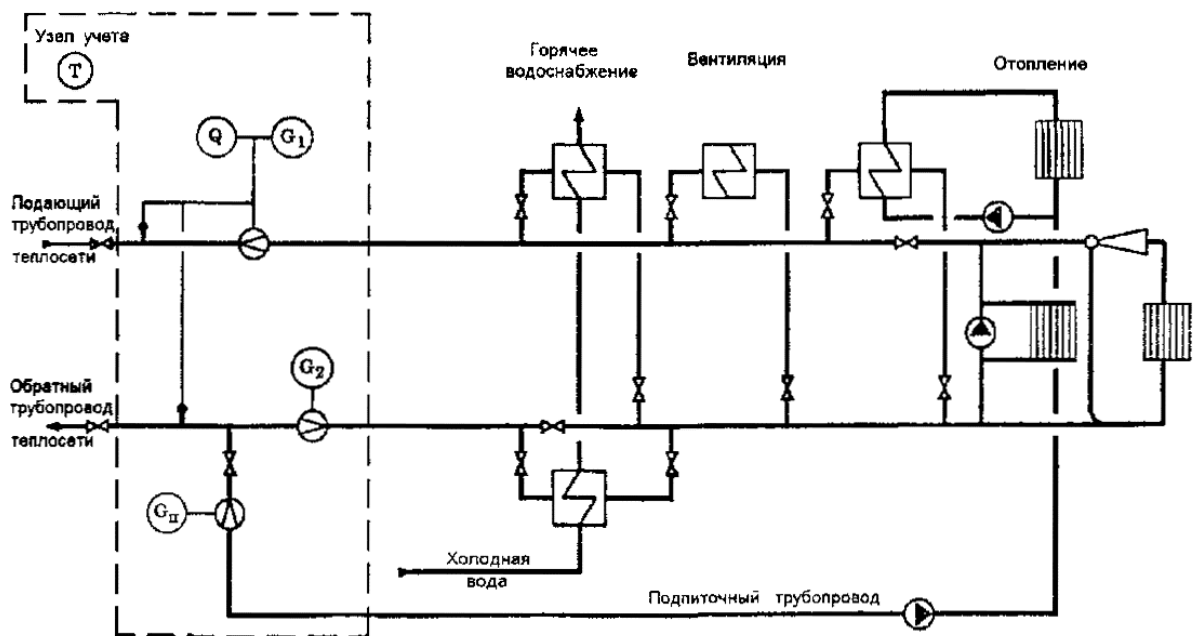 Узел учета
T
Горячее
водоснабжение
Вентиляция
Отопление
Q
G1
Подающий
трубопровод
теплосети
G2
Обратный
трубопровод
теплосети
Gп
Холодная
вода
Подпиточный трубопровод